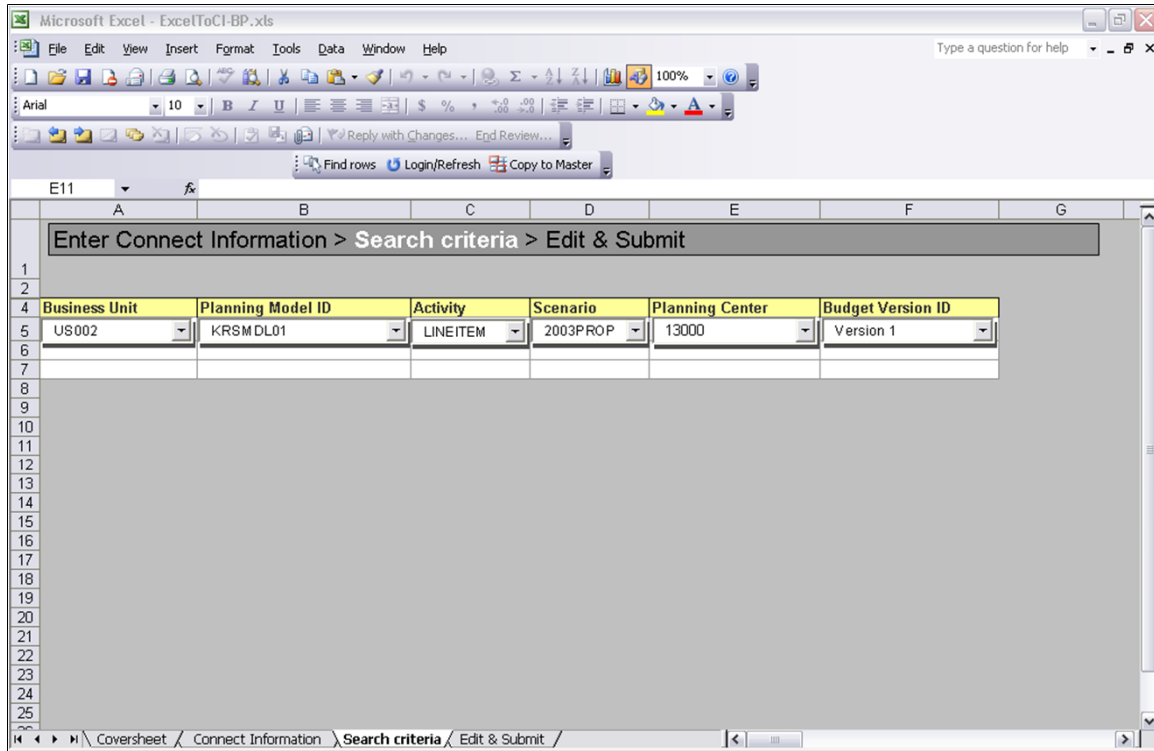 Microsoft Excel - ExcelToCI-BP.xls
File Edit View Insert Format Tools Data Window Help Type a question for help
100%
Arial 10 B I U $ % ,
Reply with Changes... End Review...
Find rows Login/Refresh Copy to Master
E11 fx
A B C D E F G
Enter Connect Information > Search criteria > Edit & Submit
1
2
4 Business Unit Planning Model ID Activity Scenario Planning Center Budget Version ID
5 US002 KRSMDL01 LINEITEM 2003PROP 13000 Version 1
6
7
8
9
10
11
12
13
14
15
16
17
18
19
20
21
22
23
24
25
Coversheet Connect Information Search criteria Edit & Submit